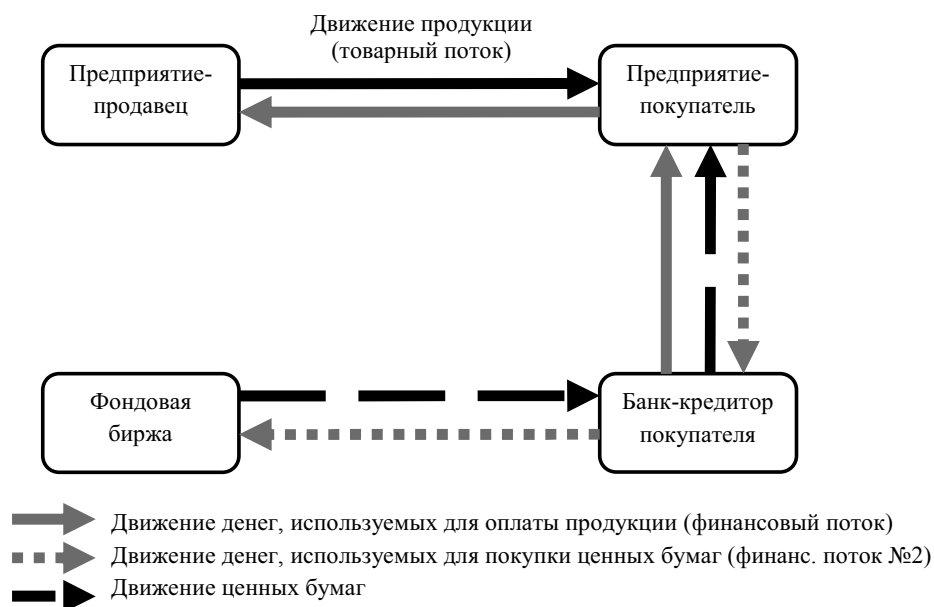 Движение продукции
(товарный поток)
Предприятие-
продавец
Предприятие-
покупатель
Фондовая
биржа
Банк-кредитор
покупателя
Движение денег, используемых для оплаты продукции (финансовый поток)
Движение денег, используемых для покупки ценных бумаг (финанс. поток №2)
Движение ценных бумаг